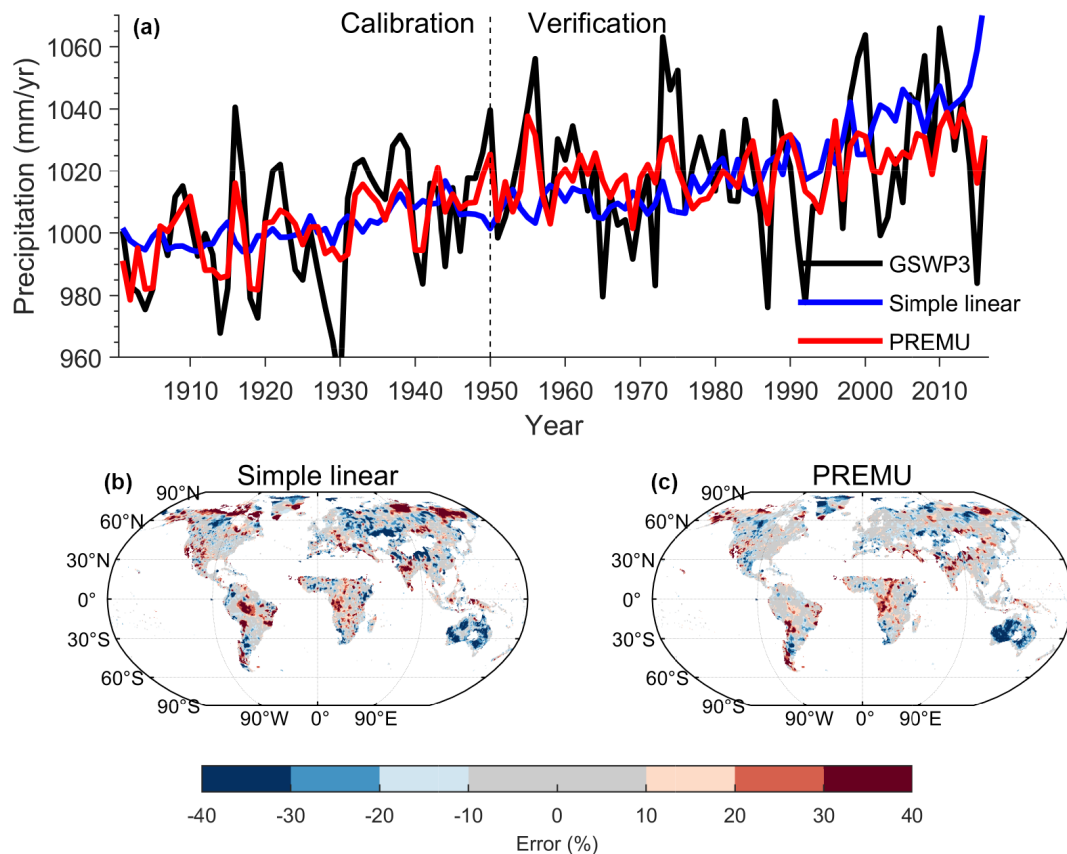 (a) Calibration Verification
Precipitation (mm/yr)
1060
1040
1020
1000
980
960
GSWP3
Simple linear
PREMU
1910 1920 1930 1940 1950 1960 1970 1980 1990 2000 2010
Year
(b) Simple linear
90°N
60°N
30°N
0°
30°S
60°S
90°S
90°W 0° 90°E
(c) PREMU
90°N
60°N
30°N
0°
30°S
60°S
90°S
90°W 0° 90°E
-40 -30 -20 -10 0 10 20 30 40
Error (%)